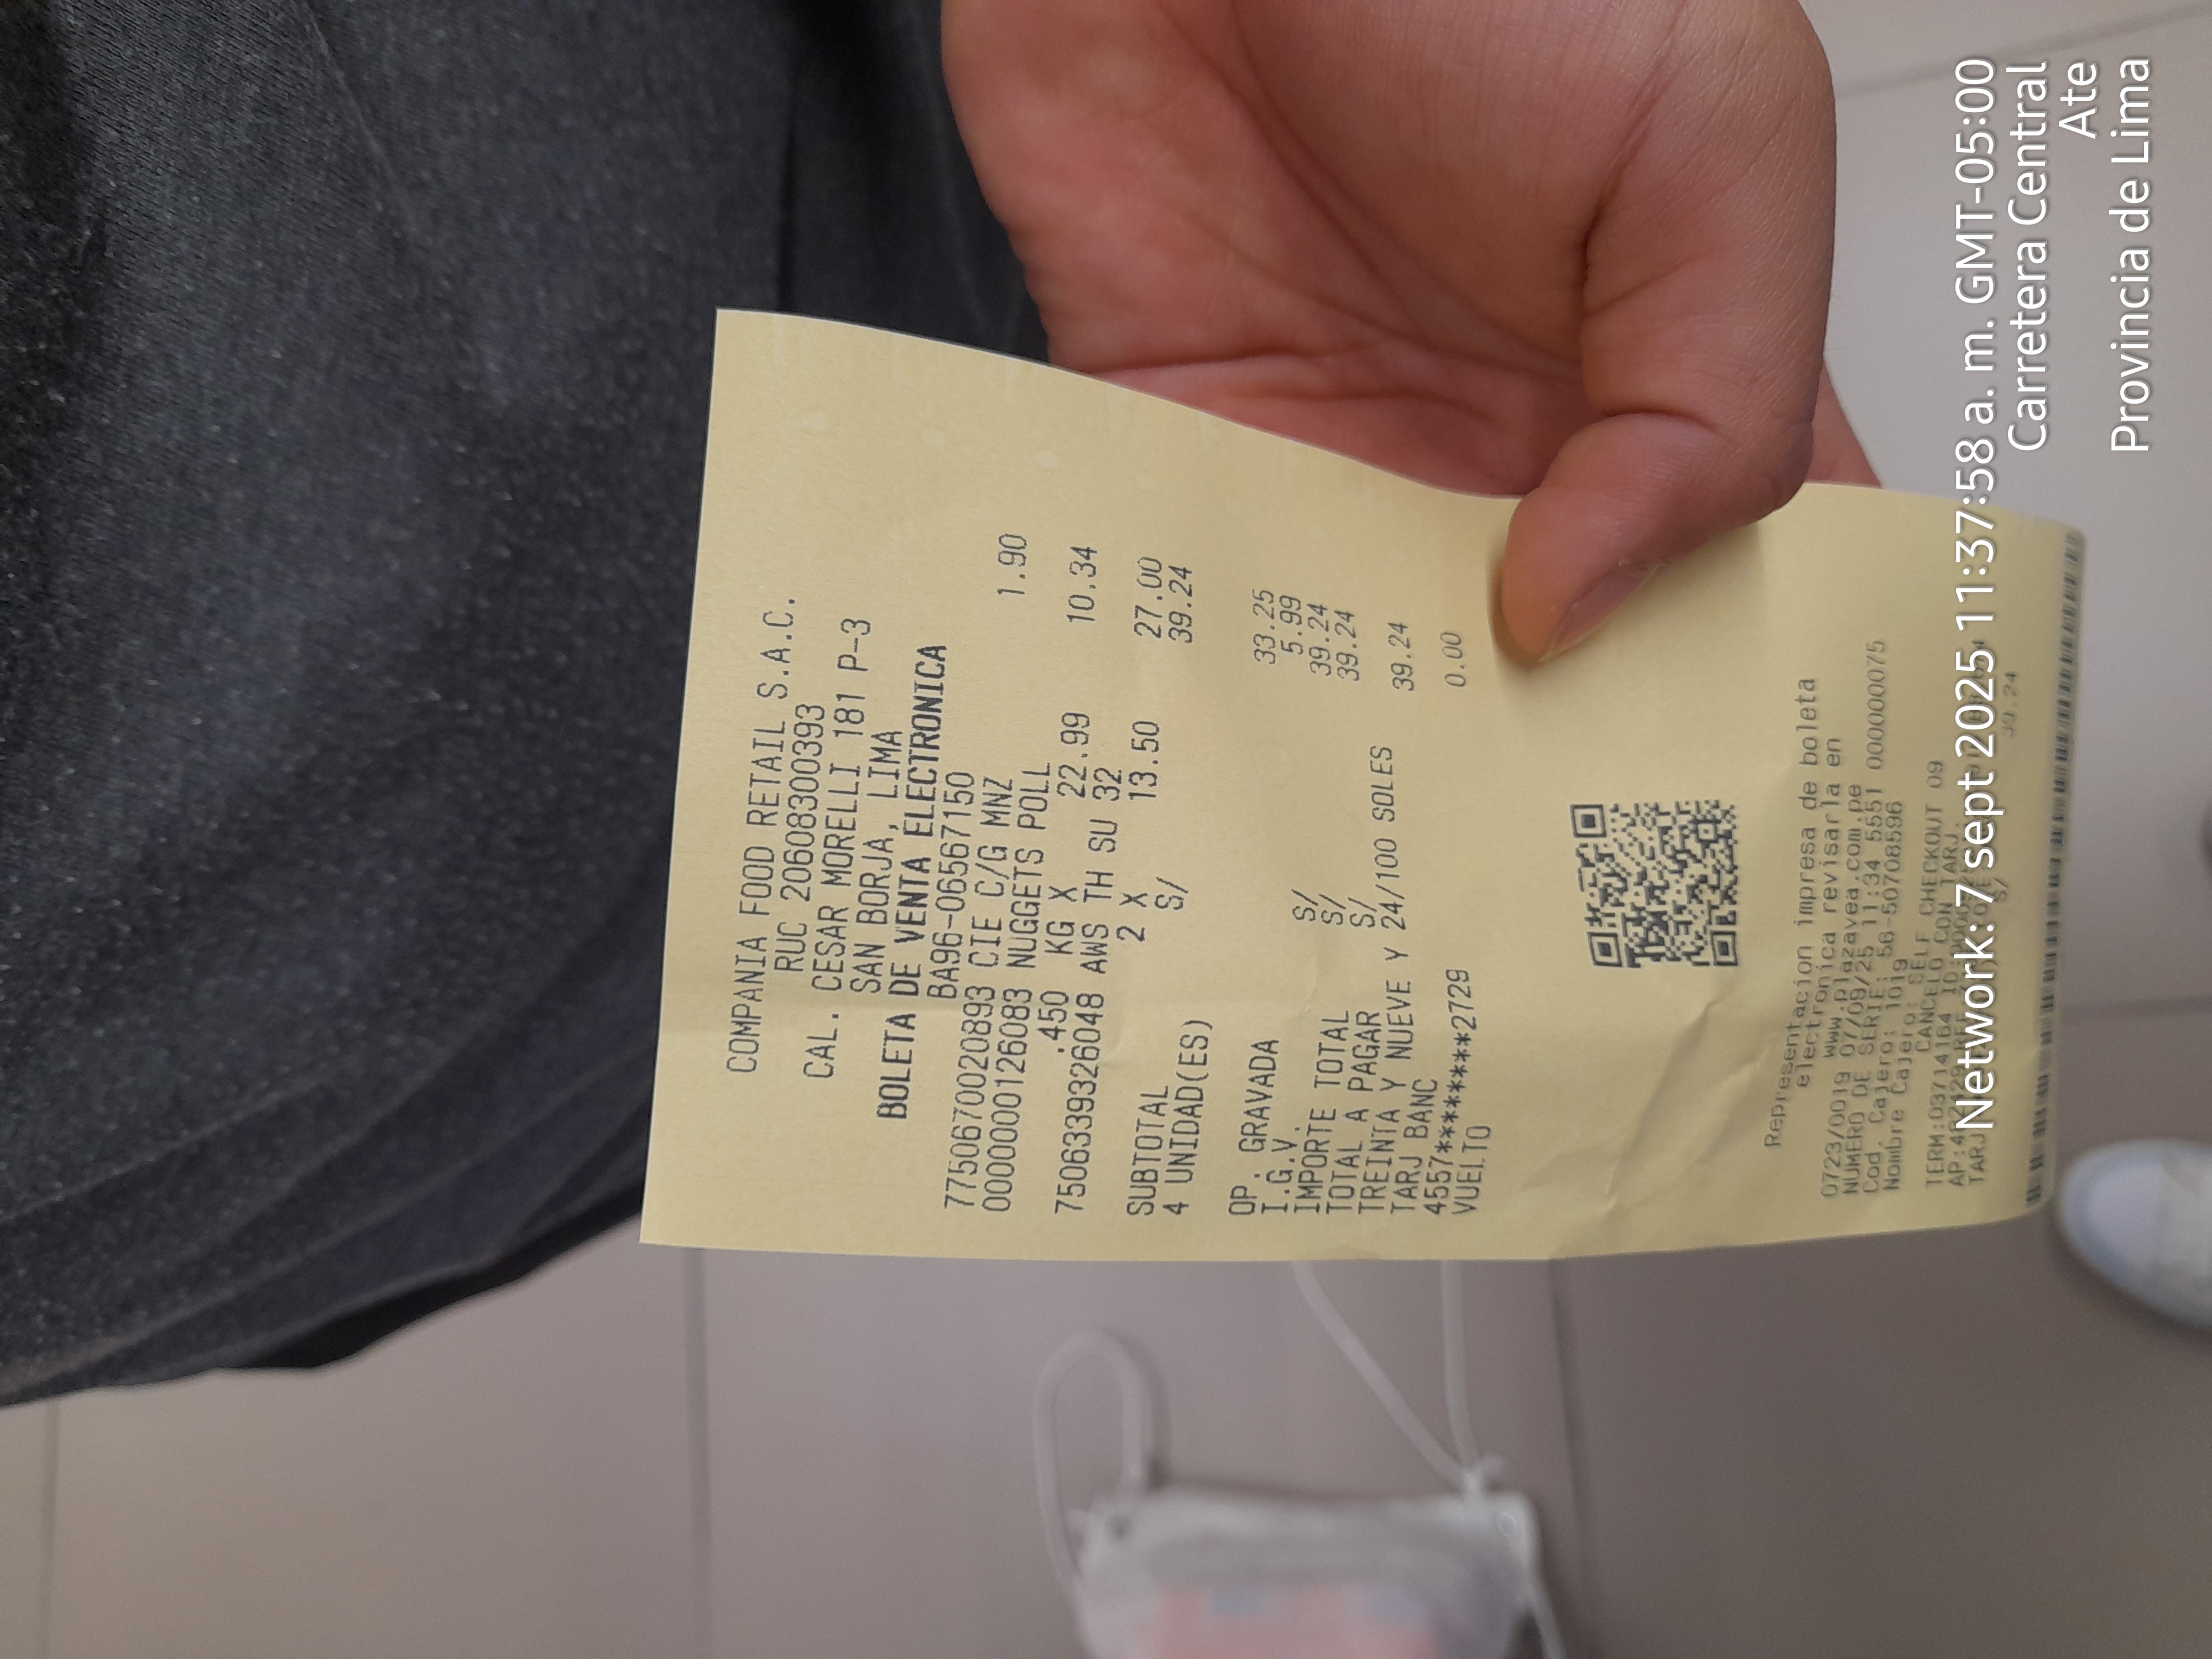 COMPANIA FOOD RETAIL S.A.C.
RUC 20608300393
CAL. CESAR MORELLI 181 P-3
SAN BORJA, LIMA
BOLETA DE VENTA ELECTRONICA
BA96-06567150
7750670020893 CIE C/G MNZ 1.90
0000000126083 NUGGETS POLL
.450 KG X 22.99 10.34
7506339326048 AWS TH SU 32
2 X 13.50 27.00
SUBTOTAL S/ 39.24
4 UNIDAD(ES)
OP. GRAVADA S/ 33.25
I.G.V. S/ 5.99
IMPORTE TOTAL S/ 39.24
TOTAL A PAGAR 39.24
TREINTA Y NUEVE Y 24/100 SOLES
TARJ BANC 39.24
4557********2729
VUELTO 0.00
Representacion impresa de boleta
electronica revisarla en
www.plazavea.com.pe
0723/0019 07/09/25 11:34 5551 000000075
NUMERO DE SERIE: 56-50708596
Cod. Cajero: 1019
Nombre Cajero: SELF CHECKOUT 09
CANCELO CON TARJ.
TERM:03714164
TARJ S/ 39.24
Network: 7 sept 2025 11:37:58 a. m. GMT-05:00
Carretera Central
Ate
Provincia de Lima